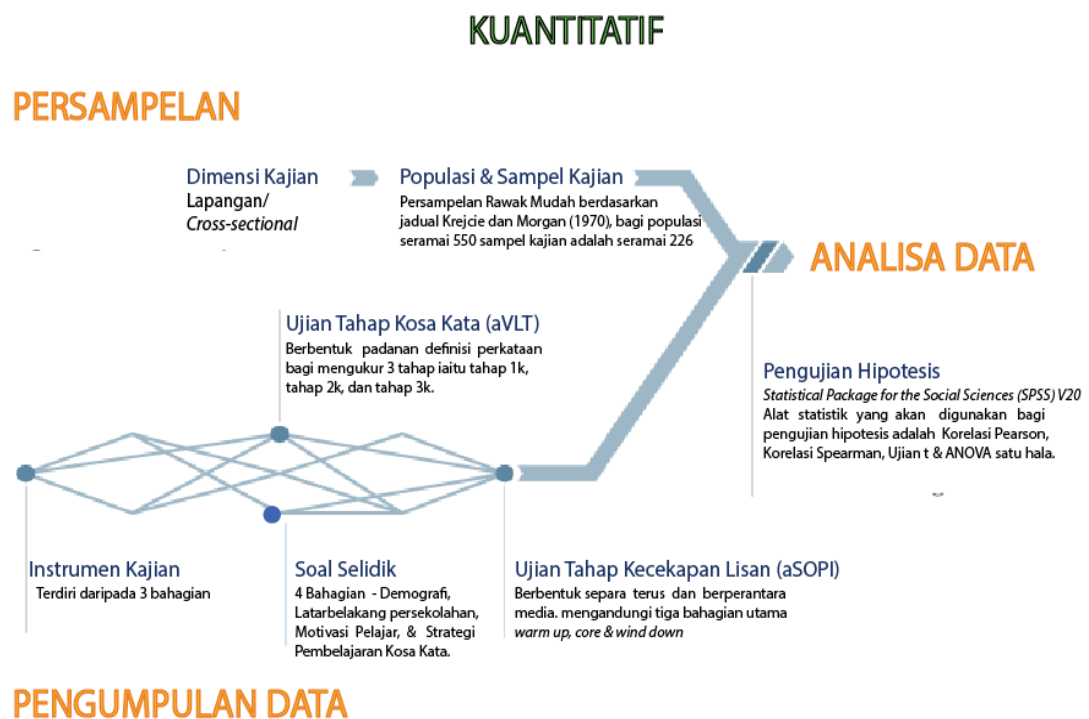 KUANTITATIF
PERSAMPELAN
Dimensi Kajian
Lapangan/
Cross-sectional
Populasi & Sampel Kajian
Persampelan Rawak Mudah berdasarkan
jadual Krejcie dan Morgan (1970), bagi populasi
seramai 550 sampel kajian adalah seramai 226
ANALISA DATA
Ujian Tahap Kosa Kata (aVLT)
Berbentuk padanan definisi perkataan
bagi mengukur 3 tahap iaitu tahap 1k,
tahap 2k, dan tahap 3k.
Pengujian Hipotesis
Statistical Package for the Social Sciences (SPSS) V20
Alat statistik yang akan digunakan bagi
pengujian hipotesis adalah Korelasi Pearson,
Korelasi Spearman, Ujian t & ANOVA satu hala.
Instrumen Kajian
Terdiri daripada 3 bahagian
Soal Selidik
4 Bahagian - Demografi,
Latarbelakang persekolahan,
Motivasi Pelajar, & Strategi
Pembelajaran Kosa Kata.
Ujian Tahap Kecekapan Lisan (aSOPI)
Berbentuk separa terus dan berperantara
media. mengandungi tiga bahagian utama
warm up, core & wind down
PENGUMPULAN DATA